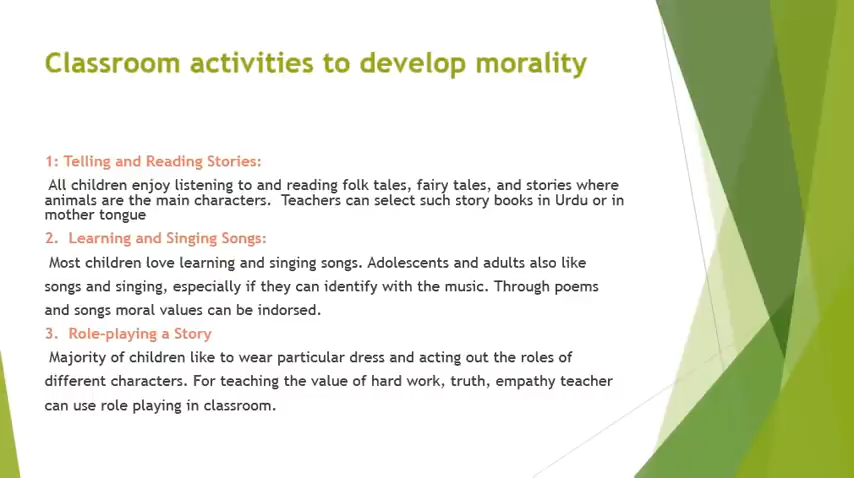 Classroom activities to develop morality
1: Telling and Reading Stories:
All children enjoy listening to and reading folk tales, fairy tales, and stories where
animals are the main characters.  Teachers can select such story books in Urdu or in
mother tongue
2.  Learning and Singing Songs:
Most children love learning and singing songs. Adolescents and adults also like
songs and singing, especially if they can identify with the music. Through poems
and songs moral values can be indorsed.
3.  Role-playing a Story
Majority of children like to wear particular dress and acting out the roles of
different characters. For teaching the value of hard work, truth, empathy teacher
can use role playing in classroom.